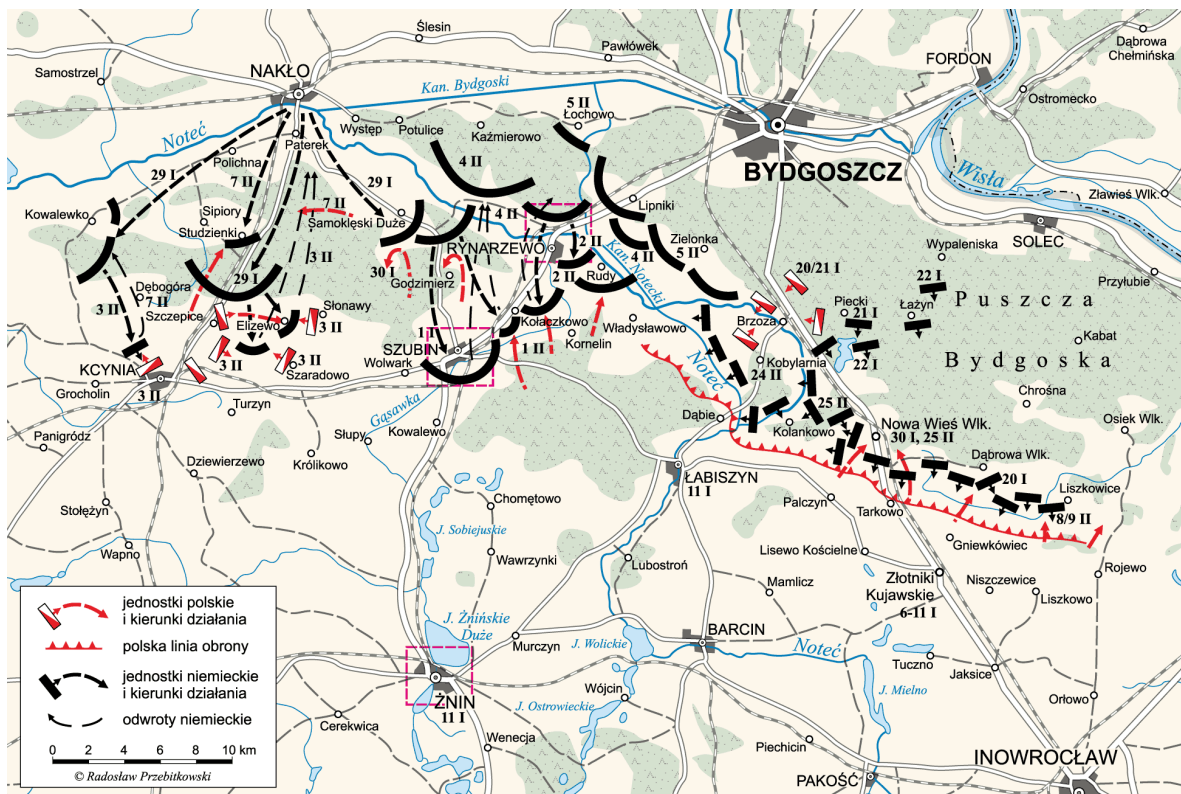 Ślesin
Pawłówek
FORDON
Dąbrowa
Chełmińska
Samostrzel
NAKŁO
Kan. Bydgoski
Ostromecko
5 II
Łochowo
Występ
Potulice
Kaźmierowo
Noteć
Paterek
BYDGOSZCZ
Wisła
Polichna
4 II
29 I
7 II
29 I
Zławieś Wlk.
Kowalewko
Sipiory
Studzienki
7 II
Samoklęski Duże
4 II
Lipniki
SOLEC
RYNARZEWO
2 II
Kan. Notecki
4 II
Zielonka
5 II
Wypaleniska
3 II
29 I
30 I
Godzimierz
2 II
Rudy
20/21 I
22 I
Przyłubie
Dębogóra
7 II
3 II
Szczepice
Elizewo
Słonawy
3 II
Piecki
21 I
Łażyn
Puszcza
Bydgoska
Kołaczkowo
Władysławowo
Kornelin
Brzoza
Kabat
1 II
SZUBIN
1 II
Kobylarnia
22 I
KCYNIA
3 II
3 II
Szaradowo
Wolwark
Noteć
24 II
Grocholin
3 II
Turzyn
Gąsawka
Chrośna
25 II
Dąbie
Kolankowo
Nowa Wieś Wlk.
30 I, 25 II
Osiek Wlk.
Panigródz
Słupy
Kowalewo
Dziewierzewo
Królikowo
Dąbrowa Wlk.
20 I
Liszkowice
ŁABISZYN
11 I
Palczyn
Tarkowo
8/9 II
Chomętowo
Stołężyn
J. Sobiejuskie
Gniewkówiec
Wapno
Wawrzynki
Lubostroń
Lisewo Kościelne
Rojewo
Mamlicz
Złotniki
Kujawskie
6-11 I
Niszczewice
Liszkowo
J. Żnińskie
Duże
Murczyn
J. Wolickie
BARCIN
Noteć
Tuczno
Jaksice
ŻNIN
11 I
Wójcin
J. Ostrowieckie
J. Mielno
Orłowo
Cerekwica
Wenecja
Piechcin
PAKOŚĆ
INOWROCŁAW
jednostki polskie
i kierunki działania
polska linia obrony
jednostki niemieckie
i kierunki działania
odwroty niemieckie
0 2 4 6 8 10 km
© Radosław Przebitkowski